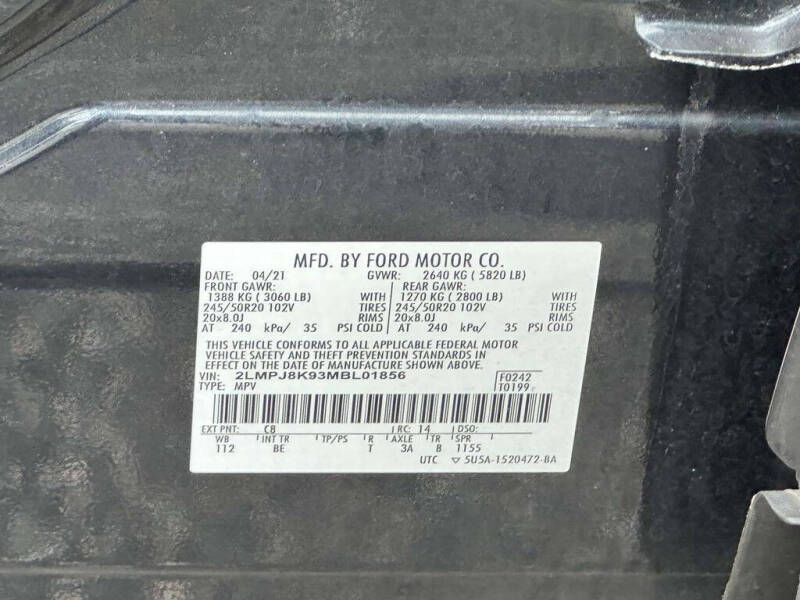 MFD. BY FORD MOTOR CO.
DATE: 04/21 GVWR: 2640 KG ( 5820 LB)
FRONT GAWR: REAR GAWR:
1388 KG ( 3060 LB) WITH 1270 KG ( 2800 LB) WITH
245/50R20 102V TIRES 245/50R20 102V TIRES
20x8.0J RIMS 20x8.0J RIMS
AT 240 kPa/ 35 PSI COLD AT 240 kPa/ 35 PSI COLD
THIS VEHICLE CONFORMS TO ALL APPLICABLE FEDERAL MOTOR
VEHICLE SAFETY AND THEFT PREVENTION STANDARDS IN
EFFECT ON THE DATE OF MANUFACTURE SHOWN ABOVE.
VIN: 2LMPJ8K93MBL01856 F0242
TYPE: MPV T0199
EXT PNT: C8 RC: 14 DSO:
WB INT TR TP/PS R AXLE TR SPR
112 BE T 3A B 1155
UTC ▽ 5U5A-1520472-BA